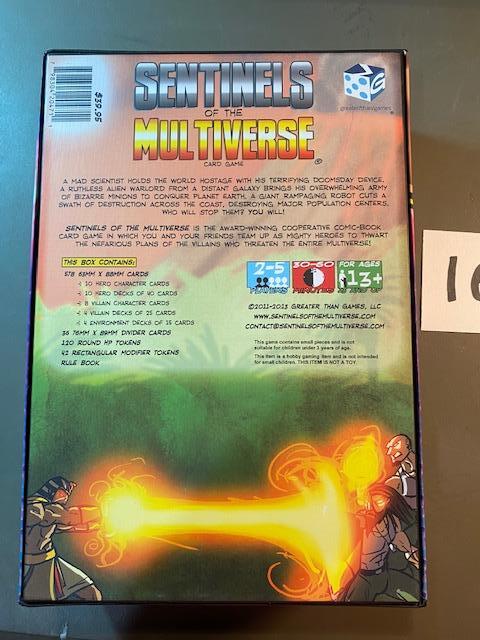 $39.95
SENTINELS
OF THE
MULTIVERSE
CARD GAME
®
greaterthangames
A MAD SCIENTIST HOLDS THE WORLD HOSTAGE WITH HIS TERRIFYING DOOMSDAY DEVICE.
A RUTHLESS ALIEN WARLORD FROM A DISTANT GALAXY BRINGS HIS OVERWHELMING ARMY
OF BIZARRE MINIONS TO CONQUER PLANET EARTH. A GIANT RAMPAGING ROBOT CUTS A
SWATH OF DESTRUCTION ACROSS THE COAST, DESTROYING MAJOR POPULATION CENTERS.
WHO WILL STOP THEM? YOU WILL!
SENTINELS OF THE MULTIVERSE IS THE AWARD-WINNING COOPERATIVE COMIC-BOOK
CARD GAME IN WHICH YOU AND YOUR FRIENDS TEAM UP AS MIGHTY HEROES TO THWART
THE NEFARIOUS PLANS OF THE VILLAINS WHO THREATEN THE ENTIRE MULTIVERSE!
THIS BOX CONTAINS:
578 63MM X 88MM CARDS
10 HERO CHARACTER CARDS
10 HERO DECKS OF 40 CARDS
8 VILLAIN CHARACTER CARDS
4 VILLAIN DECKS OF 25 CARDS
4 ENVIRONMENT DECKS OF 15 CARDS
36 76MM X 89MM DIVIDER CARDS
120 ROUND HP TOKENS
42 RECTANGULAR MODIFIER TOKENS
RULE BOOK
2-5
PLAYERS
30-60
MINUTES
FOR AGES
13+
©2011-2013 GREATER THAN GAMES, LLC
WWW.SENTINELSOFTHEMULTIVERSE.COM
CONTACT@SENTINELSOFTHEMULTIVERSE.COM
This game contains small pieces and is not
suitable for children under 3 years of age.
This item is a hobby gaming item and is not intended
for small children. THIS ITEM IS NOT A TOY.